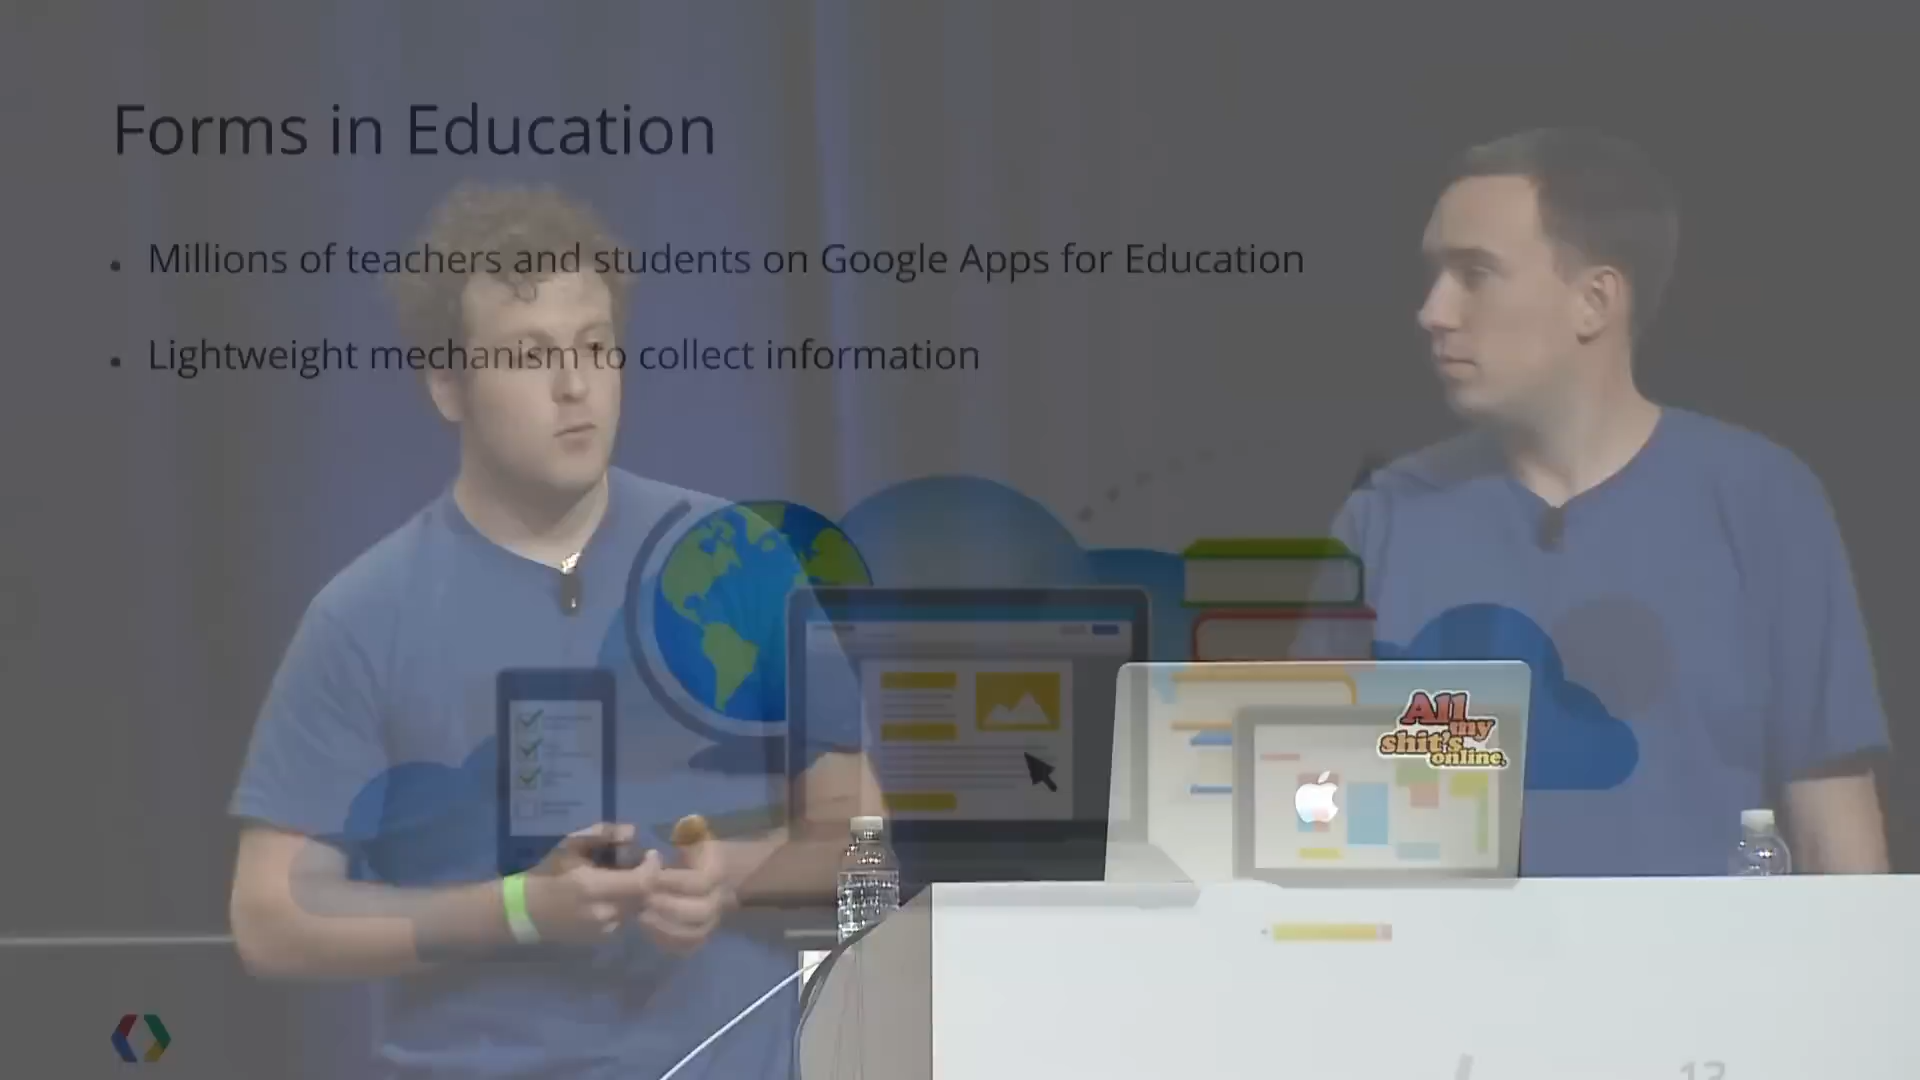 Forms in Education
Millions of teachers and students on Google Apps for Education
Lightweight mechanism to collect information
All
my
shit's
online.
13